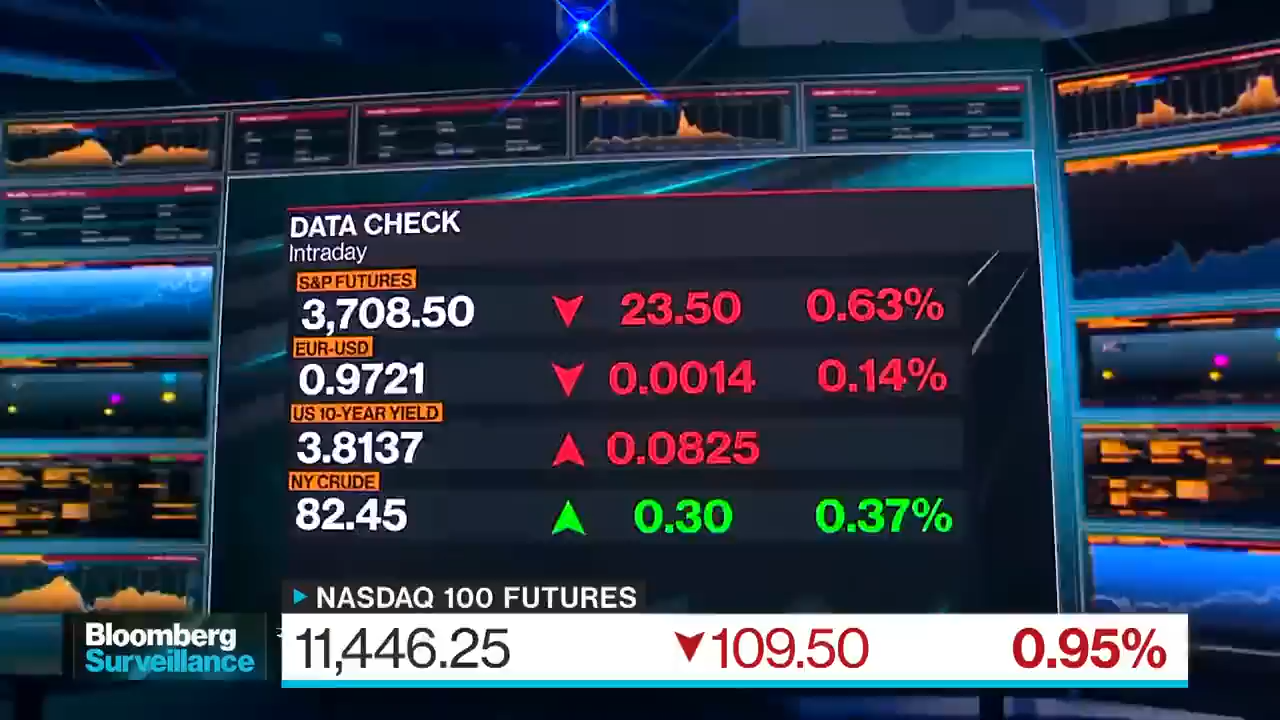 DATA CHECK
Intraday
S&P FUTURES
3,708.50 ▼ 23.50 0.63%
EUR-USD
0.9721 ▼ 0.0014 0.14%
US 10-YEAR YIELD
3.8137 ▲ 0.0825
NY CRUDE
82.45 ▲ 0.30 0.37%
NASDAQ 100 FUTURES
11,446.25 ▼109.50 0.95%
Bloomberg
Surveillance